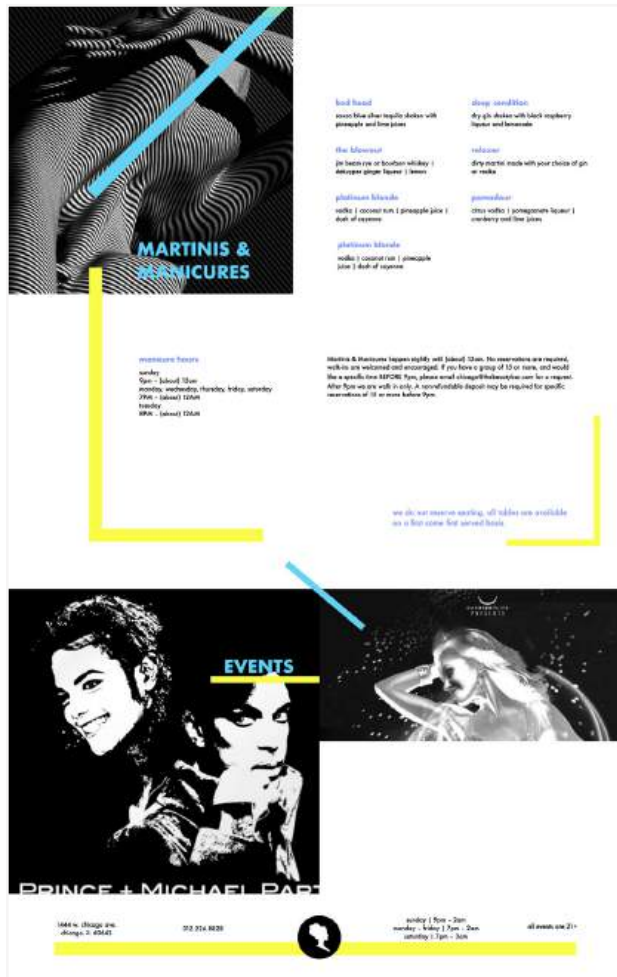 MARTINIS &
MANICURES
bed head
sauza blue silver tequila shaken with
pineapple and lime juices
deep condition
dry gin shaken with black raspberry
liqueur and lemonade
the blowout
jim beam rye or bourbon whiskey |
dekuyper ginger liqueur | lemon
relaxer
dirty martini made with your choice of gin
or vodka
platinum blonde
vodka | coconut rum | pineapple juice |
dash of cayenne
pomadour
citrus vodka | pomegranate liqueur |
cranberry and lime juices
platinum blonde
vodka | coconut rum | pineapple
juice | dash of cayenne
manicure hours
sunday
9pm – (about) 12am
monday, wednesday, thursday, friday, saturday
7PM – (about) 12AM
tuesday
8PM – (about) 12AM
Martinis & Manicures happen nightly until (about) 12am. No reservations are required,
walk-ins are welcomed and encouraged. If you have a group of 15 or more, and would
like a specific time BEFORE 9pm, please email chicago@thebeautybar.com for a request.
After 9pm we are walk in only. A nonrefundable deposit may be required for specific
reservations of 15 or more before 9pm.
we do not reserve seating, all tables are available
on a first come first served basis.
PRESENTS
EVENTS
PRINCE + MICHAEL PART
1444 w. chicago ave.
chicago, il 60642
312.226.8828
sunday | 9pm – 2am
monday – friday | 7pm – 2am
saturday | 7pm – 3am
all events are 21+